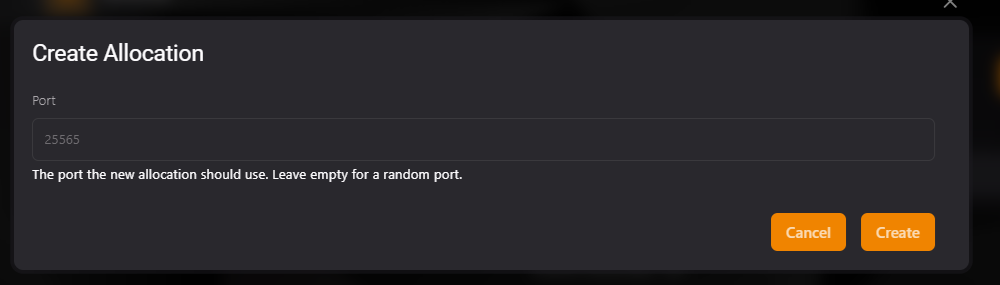 Create Allocation
Port
25565
The port the new allocation should use. Leave empty for a random port.
Cancel
Create